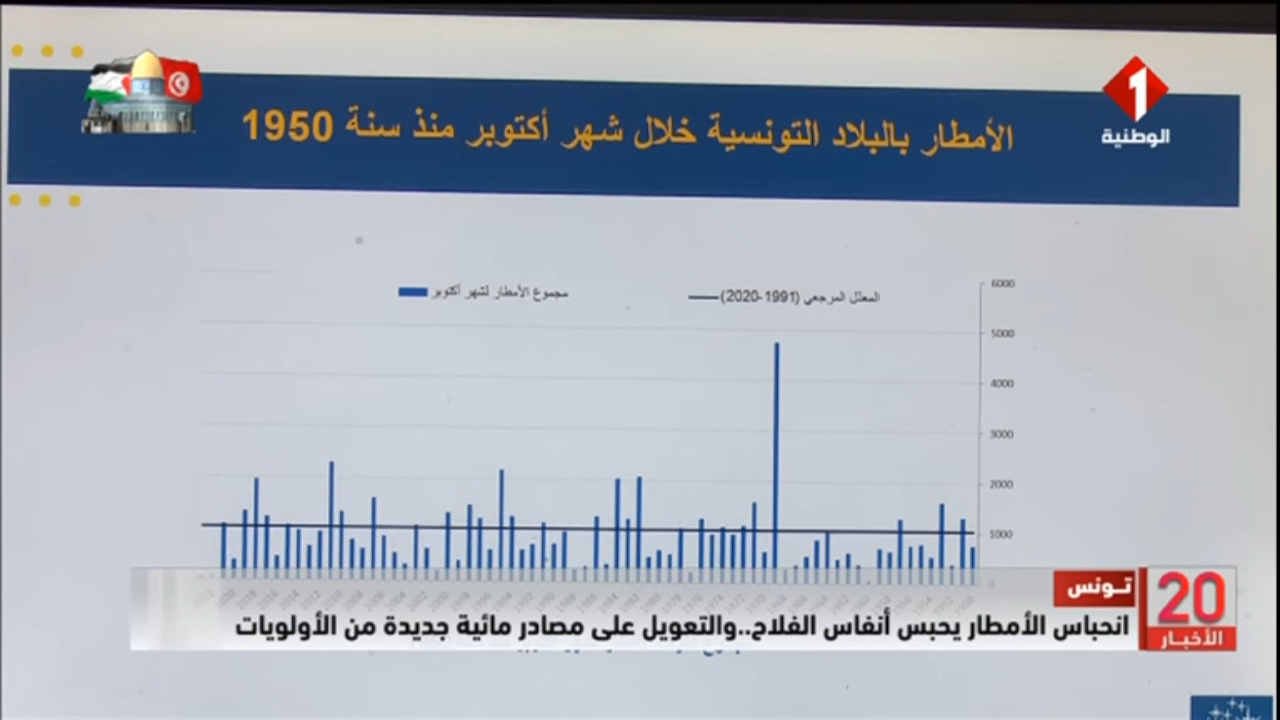 الأمطار بالبلاد التونسية خلال شهر أكتوبر منذ سنة 1950
الوطنية
1
المعدّل المرجعي (1991-2020)
مجموع الأمطار لشهر أكتوبر
6000
5000
4000
3000
2000
1000
0
تونس
انحباس الأمطار يحبس أنفاس الفلاح..والتعويل على مصادر مائية جديدة من الأولويات
20
الأخبار